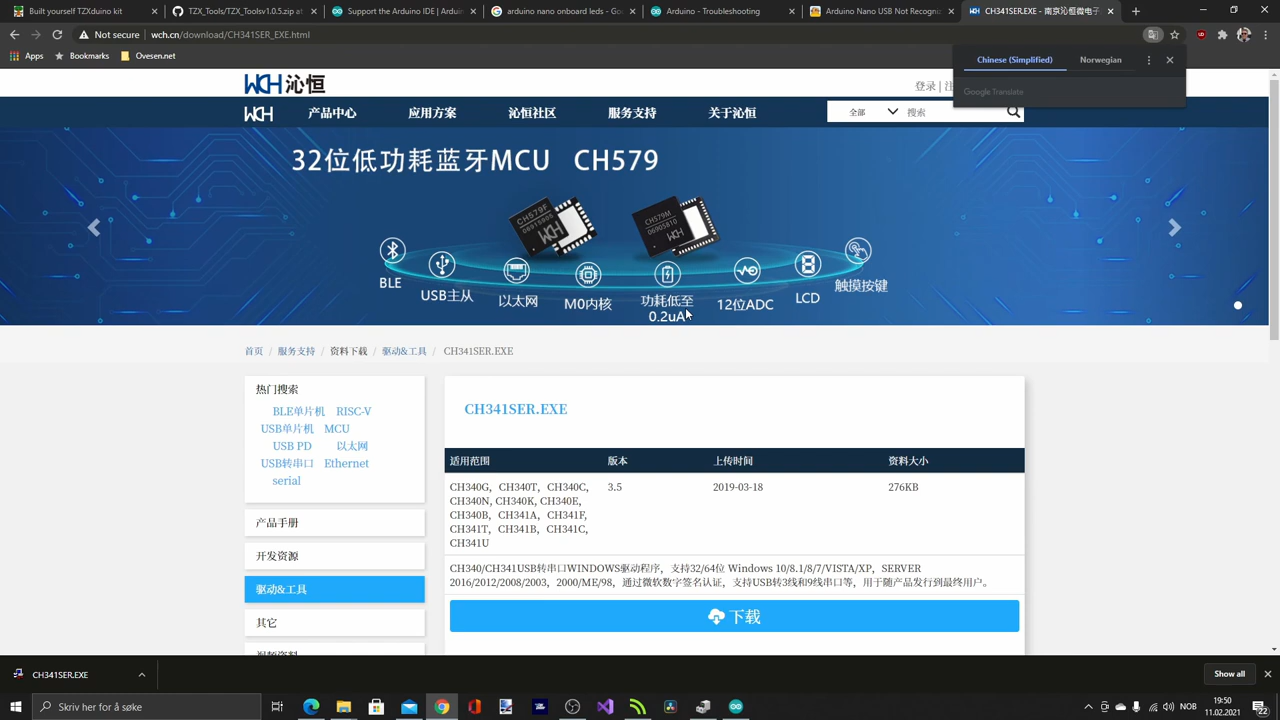 Built yourself TZXduino kit
TZX_Tools/TZX_Toolsv1.0.5.zip at
Support the Arduino IDE | Ardui
arduino nano onboard leds - Goo
Arduino - Troubleshooting
Arduino Nano USB Not Recogniz
CH341SER.EXE - 南京沁恒微电子
Not secure
wch.cn/download/CH341SER_EXE.html
Apps
Bookmarks
Ovesen.net
Chinese (Simplified)
Norwegian
Google Translate
WCH 沁恒
登录 | 注
WCH
产品中心
应用方案
沁恒社区
服务支持
关于沁恒
全部
搜索
32位低功耗蓝牙MCU CH579
CH579F
06916905
WCH
CH579M
06905810
WCH
BLE
USB主从
以太网
M0内核
功耗低至
0.2uA
12位ADC
LCD
触摸按键
首页 / 服务支持 / 资料下载 / 驱动&工具 / CH341SER.EXE
热门搜索
BLE单片机 RISC-V
USB单片机 MCU
USB PD 以太网
USB转串口 Ethernet
serial
产品手册
开发资源
驱动&工具
其它
视频资料
CH341SER.EXE
适用范围 版本 上传时间 资料大小
CH340G, CH340T, CH340C, 3.5 2019-03-18 276KB
CH340N, CH340K, CH340E,
CH340B, CH341A, CH341F,
CH341T, CH341B, CH341C,
CH341U
CH340/CH341USB转串口WINDOWS驱动程序，支持32/64位 Windows 10/8.1/8/7/VISTA/XP，SERVER
2016/2012/2008/2003，2000/ME/98，通过微软数字签名认证，支持USB转3线和9线串口等，用于随产品发行到最终用户。
下载
CH341SER.EXE
Show all
Skriv her for å søke
NOB
19:50
11.02.2021